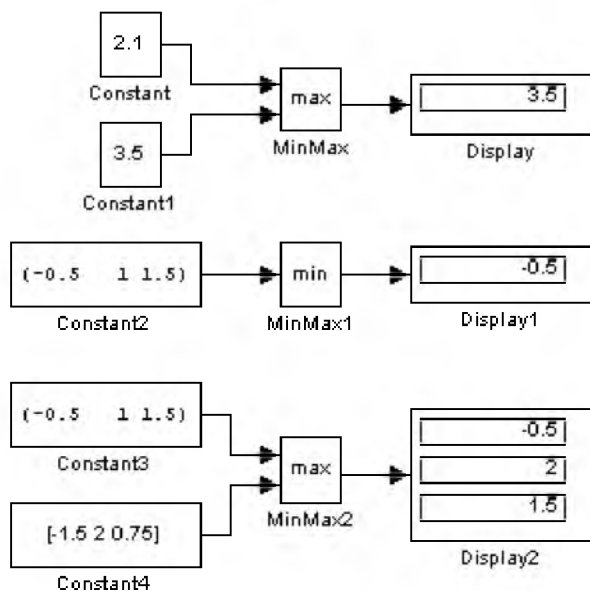 2.1
Constant
3.5
Constant1
max
MinMax
3.5
Display
(-0.5 1 1.5)
Constant2
min
MinMax1
-0.5
Display1
(-0.5 1 1.5)
Constant3
[-1.5 2 0.75]
Constant4
max
MinMax2
-0.5
2
1.5
Display2